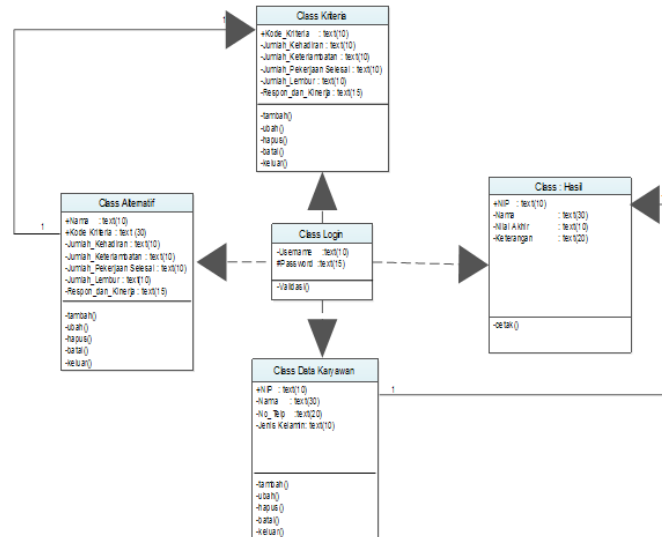 Class Kriteria
+Kode_Kriteria : text(10)
-Jumlah_Kehadiran : text(10)
-Jumlah_Keterlambatan : text(10)
-Jumlah_Pekerjaan Selesai : text(10)
-Jumlah_Lembur : text(10)
-Respon_dan_Kinerja : text(15)
-tambah()
-ubah()
-hapus()
-batal()
-keluar()
1
1
Class Alternatif
+Nama : text(10)
+Kode Kriteria : text (30)
-Jumlah_Kehadiran : text(10)
-Jumlah_Keterlambatan : text(10)
-Jumlah_Pekerjaan Selesai : text(10)
-Jumlah_Lembur : text(10)
-Respon_dan_Kinerja : text(15)
-tambah()
-ubah()
-hapus()
-batal()
-keluar()
Class Login
-Username :text(10)
#Password :text(15)
-Validasi()
Class : Hasil
+NIP : text(10)
-Nama : text(30)
-Nilai Akhir : text(10)
-Keterangan : text(20)
-cetak()
Class Data Karyawan
+NIP : text(10)
-Nama : text(30)
-No_Telp :text(20)
-Jenis Kelamin: text(10)
-tambah()
-ubah()
-hapus()
-batal()
-keluar()
1